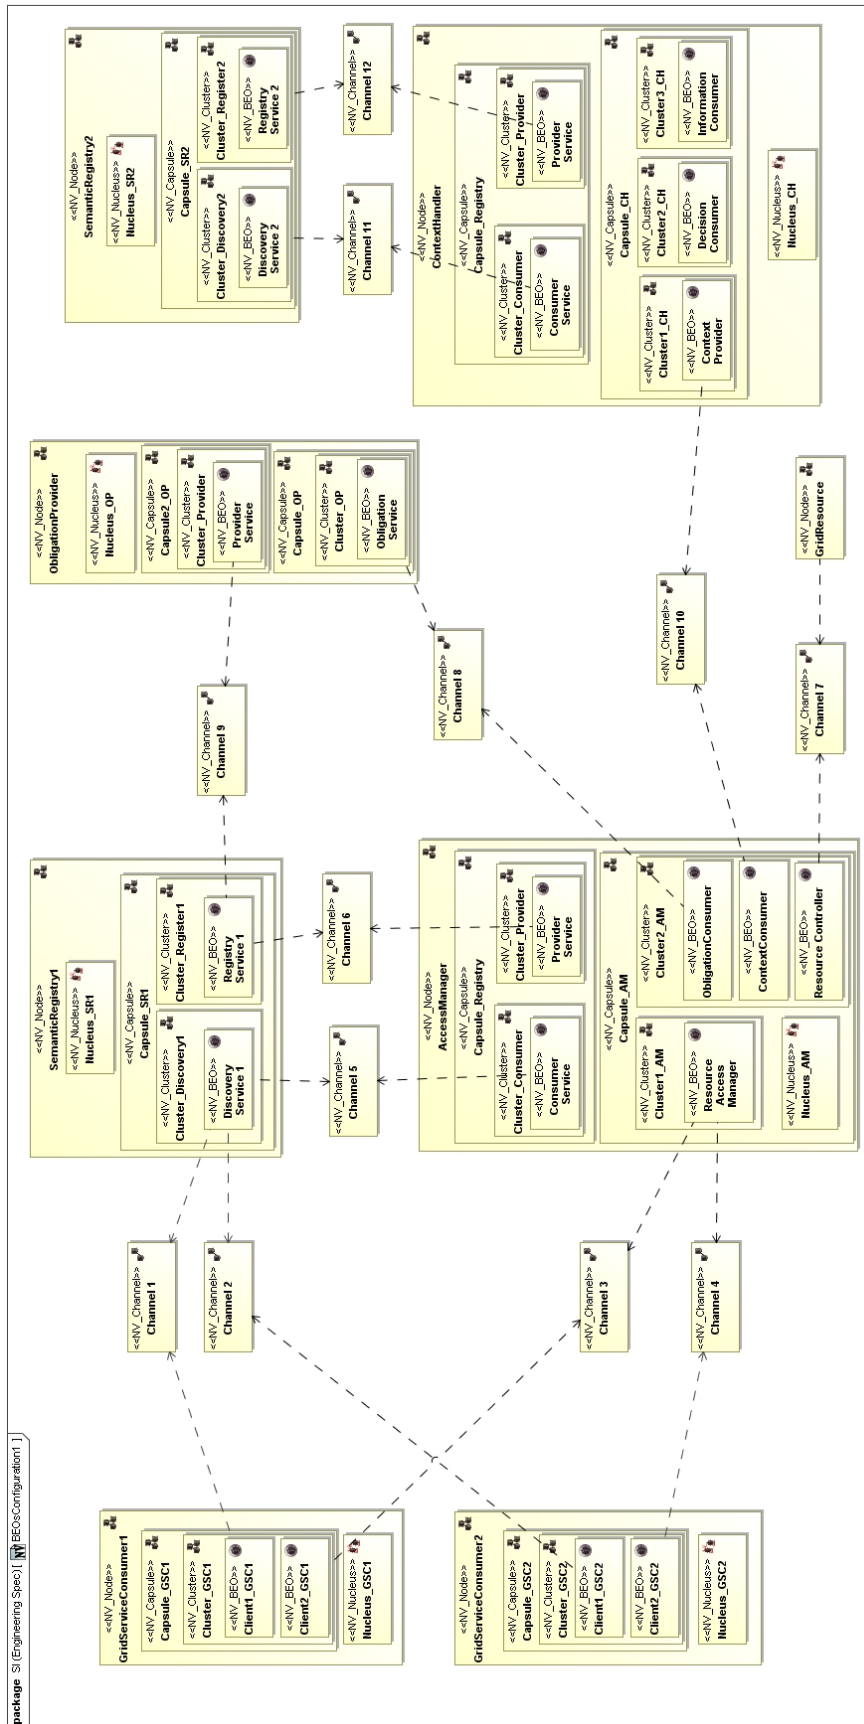 package SI (Engineering Spec) [ BEOsConfiguration1 ]
<<NV_Node>>
GridServiceConsumer1
<<NV_Capsule>>
Capsule_GSC1
<<NV_Cluster>>
Cluster_GSC1
<<NV_BEO>>
Client1_GSC1
<<NV_BEO>>
Client2_GSC1
<<NV_Nucleus>>
Nucleus_GSC1
<<NV_Node>>
GridServiceConsumer2
<<NV_Capsule>>
Capsule_GSC2
<<NV_Cluster>>
Cluster_GSC2
<<NV_BEO>>
Client1_GSC2
<<NV_BEO>>
Client2_GSC2
<<NV_Nucleus>>
Nucleus_GSC2
<<NV_Channel>>
Channel 1
<<NV_Channel>>
Channel 2
<<NV_Channel>>
Channel 3
<<NV_Channel>>
Channel 4
<<NV_Node>>
SemanticRegistry1
<<NV_Nucleus>>
Nucleus_SR1
<<NV_Capsule>>
Capsule_SR1
<<NV_Cluster>>
Cluster_Discovery1
<<NV_BEO>>
Discovery
Service 1
<<NV_Cluster>>
Cluster_Register1
<<NV_BEO>>
Registry
Service 1
<<NV_Channel>>
Channel 5
<<NV_Channel>>
Channel 6
<<NV_Node>>
AccessManager
<<NV_Capsule>>
Capsule_Registry
<<NV_Cluster>>
Cluster_Consumer
<<NV_BEO>>
Consumer
Service
<<NV_Cluster>>
Cluster_Provider
<<NV_BEO>>
Provider
Service
<<NV_Capsule>>
Capsule_AM
<<NV_Cluster>>
Cluster1_AM
<<NV_BEO>>
Resource
Access
Manager
<<NV_Cluster>>
Cluster2_AM
<<NV_BEO>>
ObligationConsumer
<<NV_BEO>>
ContextConsumer
<<NV_BEO>>
Resource Controller
<<NV_Nucleus>>
Nucleus_AM
<<NV_Channel>>
Channel 9
<<NV_Channel>>
Channel 8
<<NV_Channel>>
Channel 10
<<NV_Channel>>
Channel 7
<<NV_Node>>
ObligationProvider
<<NV_Nucleus>>
Nucleus_OP
<<NV_Capsule>>
Capsule2_OP
<<NV_Cluster>>
Cluster_Provider
<<NV_BEO>>
Provider
Service
<<NV_Capsule>>
Capsule_OP
<<NV_Cluster>>
Cluster_OP
<<NV_BEO>>
Obligation
Service
<<NV_Node>>
GridResource
<<NV_Node>>
SemanticRegistry2
<<NV_Nucleus>>
Nucleus_SR2
<<NV_Capsule>>
Capsule_SR2
<<NV_Cluster>>
Cluster_Discovery2
<<NV_BEO>>
Discovery
Service 2
<<NV_Cluster>>
Cluster_Register2
<<NV_BEO>>
Registry
Service 2
<<NV_Channel>>
Channel 11
<<NV_Channel>>
Channel 12
<<NV_Node>>
ContextHandler
<<NV_Capsule>>
Capsule_Registry
<<NV_Cluster>>
Cluster_Consumer
<<NV_BEO>>
Consumer
Service
<<NV_Cluster>>
Cluster_Provider
<<NV_BEO>>
Provider
Service
<<NV_Capsule>>
Capsule_CH
<<NV_Cluster>>
Cluster1_CH
<<NV_BEO>>
Context
Provider
<<NV_Cluster>>
Cluster2_CH
<<NV_BEO>>
Decision
Consumer
<<NV_Cluster>>
Cluster3_CH
<<NV_BEO>>
Information
Consumer
<<NV_Nucleus>>
Nucleus_CH